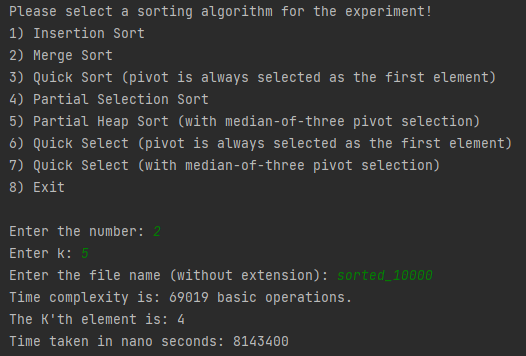 Please select a sorting algorithm for the experiment!
1) Insertion Sort
2) Merge Sort
3) Quick Sort (pivot is always selected as the first element)
4) Partial Selection Sort
5) Partial Heap Sort (with median-of-three pivot selection)
6) Quick Select (pivot is always selected as the first element)
7) Quick Select (with median-of-three pivot selection)
8) Exit
Enter the number: 2
Enter k: 5
Enter the file name (without extension): sorted_10000
Time complexity is: 69019 basic operations.
The K'th element is: 4
Time taken in nano seconds: 8143400